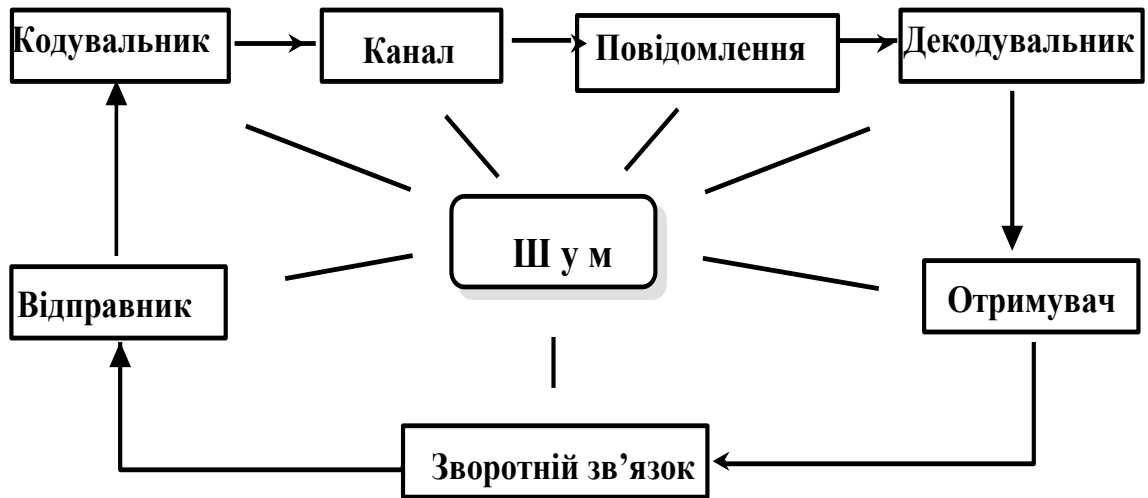 Кодувальник
Канал
Повідомлення
Декодувальник
Ш у м
Відправник
Отримувач
Зворотній зв’язок